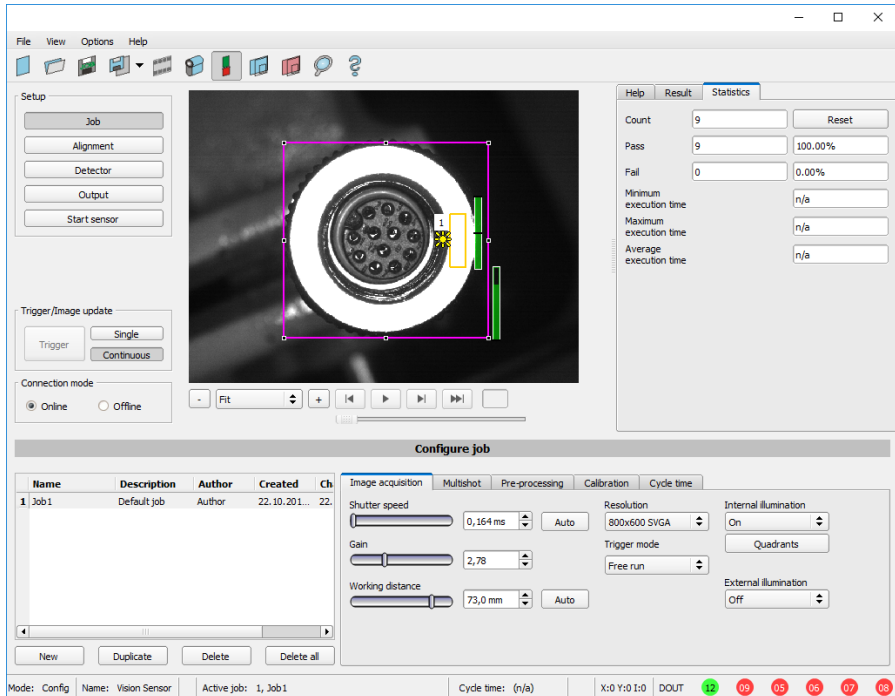 File View Options Help
Setup
Job
Alignment
Detector
Output
Start sensor
Trigger/Image update
Trigger
Single
Continuous
Connection mode
Online Offline
1
- Fit +
Help Result Statistics
Count 9 Reset
Pass 9 100.00%
Fail 0 0.00%
Minimum
execution time n/a
Maximum
execution time n/a
Average
execution time n/a
Configure job
Name Description Author Created Ch
1 Job1 Default job Author 22.10.201... 22.
New Duplicate Delete Delete all
Image acquisition Multishot Pre-processing Calibration Cycle time
Shutter speed
0,164 ms Auto
Gain
2,78
Working distance
73,0 mm Auto
Resolution
800x600 SVGA
Trigger mode
Free run
Internal illumination
On
Quadrants
External illumination
Off
Mode: Config Name: Vision Sensor Active job: 1, Job1 Cycle time: (n/a) X:0 Y:0 I:0 DOUT 12 09 05 06 07 08